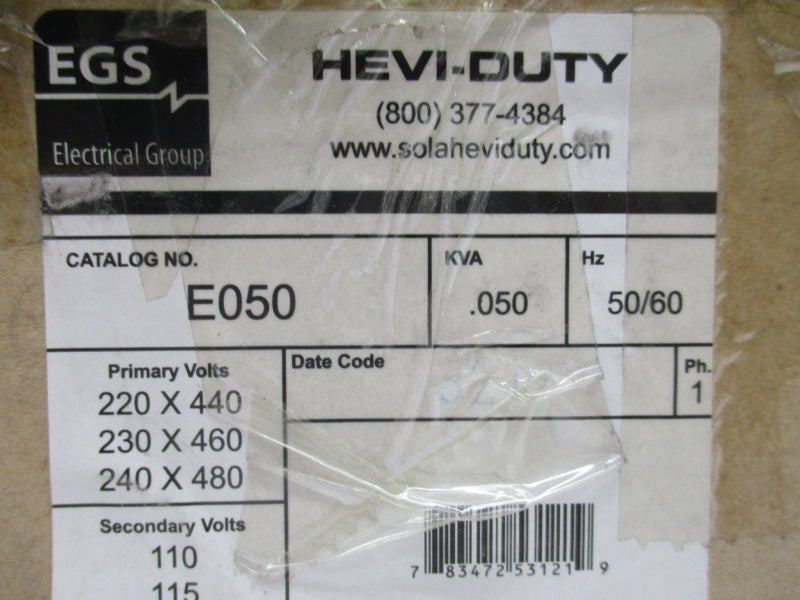 EGS
Electrical Group
HEVI-DUTY
(800) 377-4384
www.solaheviduty.com
CATALOG NO.
E050
KVA
.050
Hz
50/60
Primary Volts
220 X 440
230 X 460
240 X 480
Date Code
Ph.
1
Secondary Volts
110
115
7 83472 53121 9